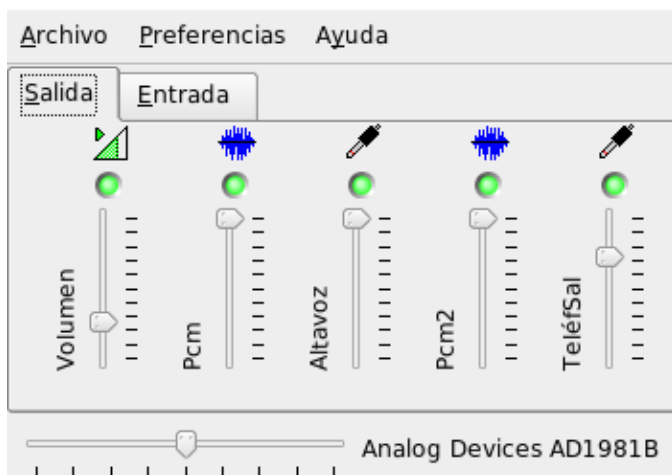 Archivo Preferencias Ayuda
Salida Entrada
Volumen
Pcm
Altavoz
Pcm2
TeléfSal
Analog Devices AD1981B